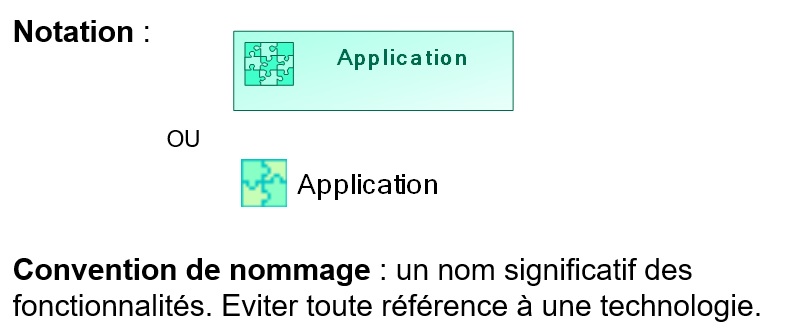 Notation :
Application
OU
Application
Convention de nommage : un nom significatif des
fonctionnalités. Eviter toute référence à une technologie.